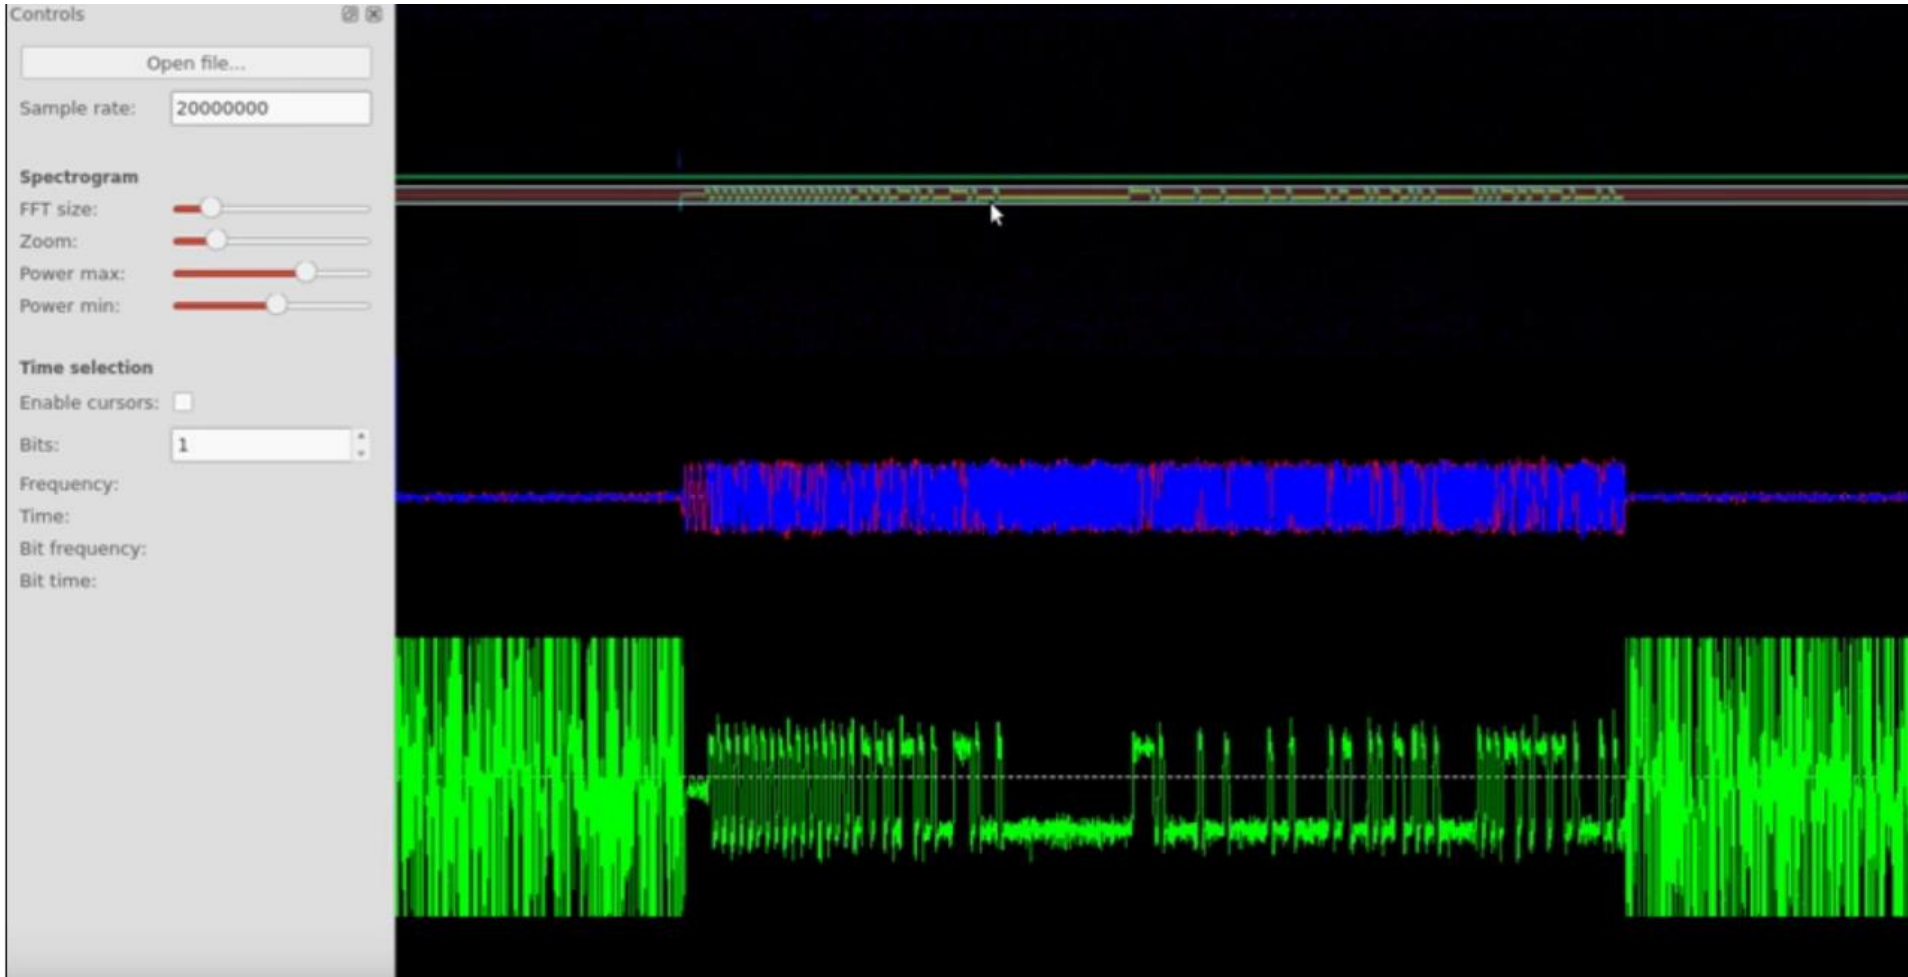 Controls
Open file...
Sample rate: 20000000
Spectrogram
FFT size:
Zoom:
Power max:
Power min:
Time selection
Enable cursors:
Bits: 1
Frequency:
Time:
Bit frequency:
Bit time: